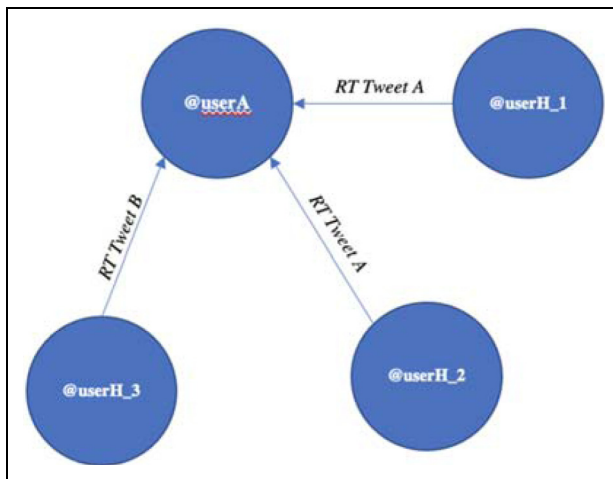 @userA
RT Tweet A
@userH_1
RT Tweet B
RT Tweet A
@userH_3
@userH_2